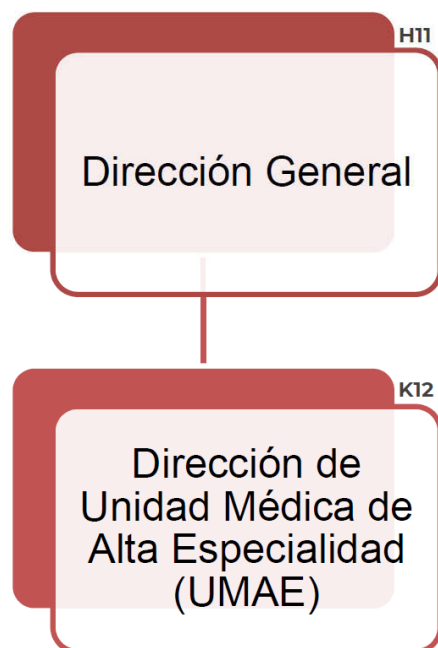 H11
Dirección General
K12
Dirección de
Unidad Médica de
Alta Especialidad
(UMAE)